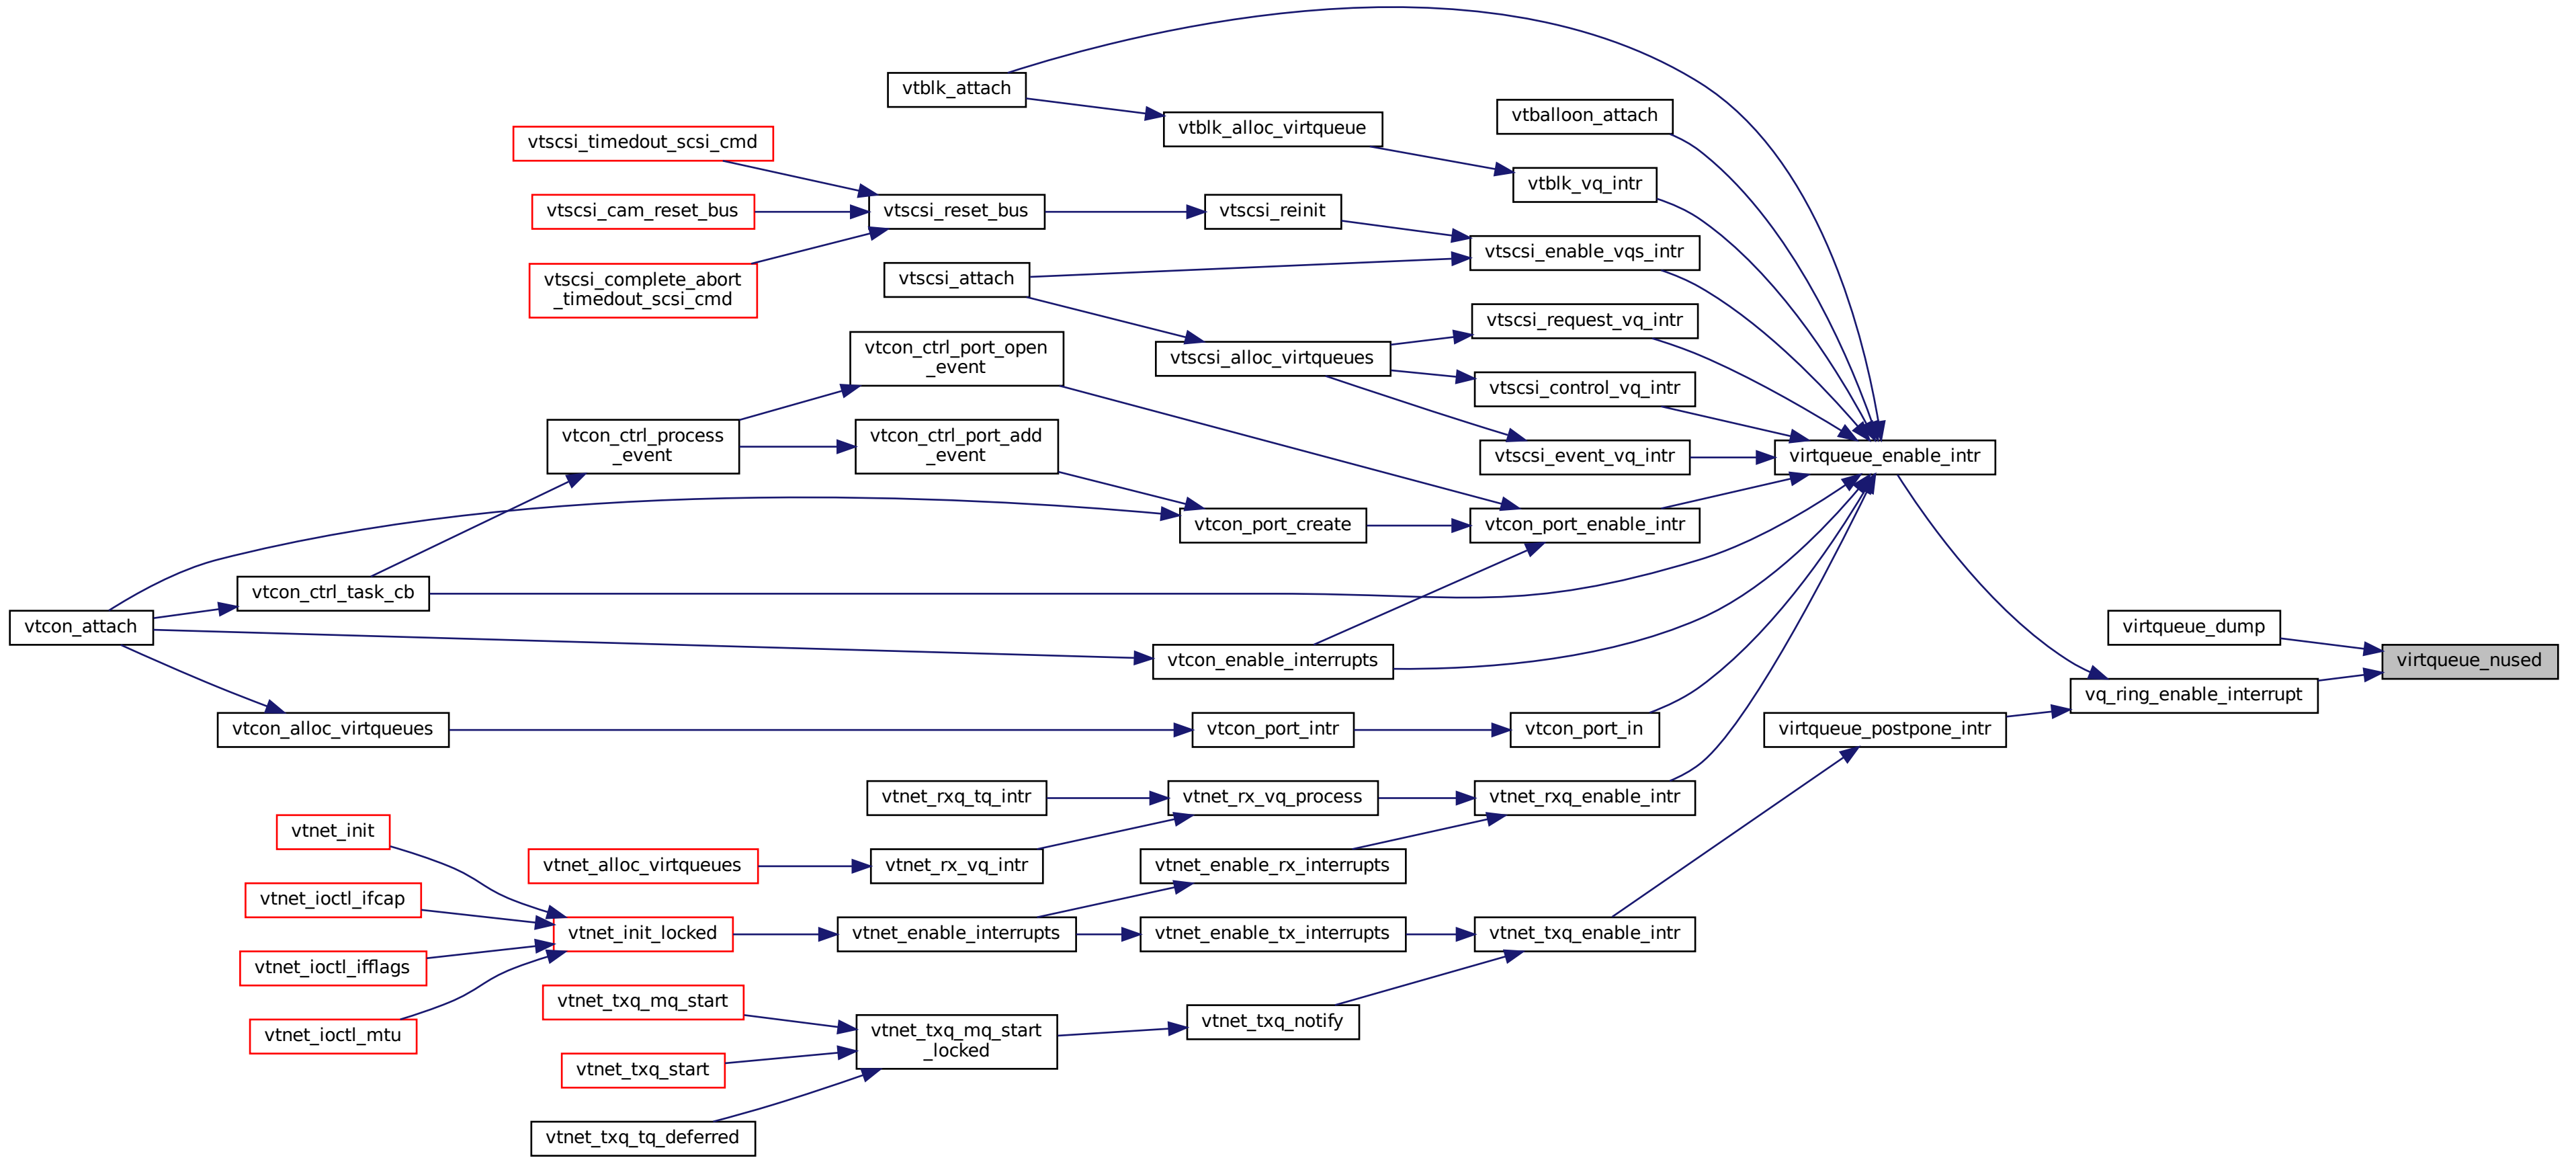 vtblk_attach
vtballoon_attach
vtblk_alloc_virtqueue
vtscsi_timedout_scsi_cmd
vtblk_vq_intr
vtscsi_cam_reset_bus
vtscsi_reset_bus
vtscsi_reinit
vtscsi_enable_vqs_intr
vtscsi_attach
vtscsi_complete_abort
_timedout_scsi_cmd
vtscsi_request_vq_intr
vtcon_ctrl_port_open
_event
vtscsi_alloc_virtqueues
vtscsi_control_vq_intr
vtcon_ctrl_process
_event
vtcon_ctrl_port_add
_event
vtscsi_event_vq_intr
virtqueue_enable_intr
vtcon_port_create
vtcon_port_enable_intr
vtcon_ctrl_task_cb
vtcon_attach
virtqueue_dump
vtcon_enable_interrupts
virtqueue_nused
vq_ring_enable_interrupt
vtcon_alloc_virtqueues
vtcon_port_intr
vtcon_port_in
virtqueue_postpone_intr
vtnet_rxq_tq_intr
vtnet_rx_vq_process
vtnet_rxq_enable_intr
vtnet_init
vtnet_alloc_virtqueues
vtnet_rx_vq_intr
vtnet_enable_rx_interrupts
vtnet_ioctl_ifcap
vtnet_init_locked
vtnet_enable_interrupts
vtnet_enable_tx_interrupts
vtnet_txq_enable_intr
vtnet_ioctl_ifflags
vtnet_txq_mq_start
vtnet_txq_notify
vtnet_ioctl_mtu
vtnet_txq_mq_start
_locked
vtnet_txq_start
vtnet_txq_tq_deferred